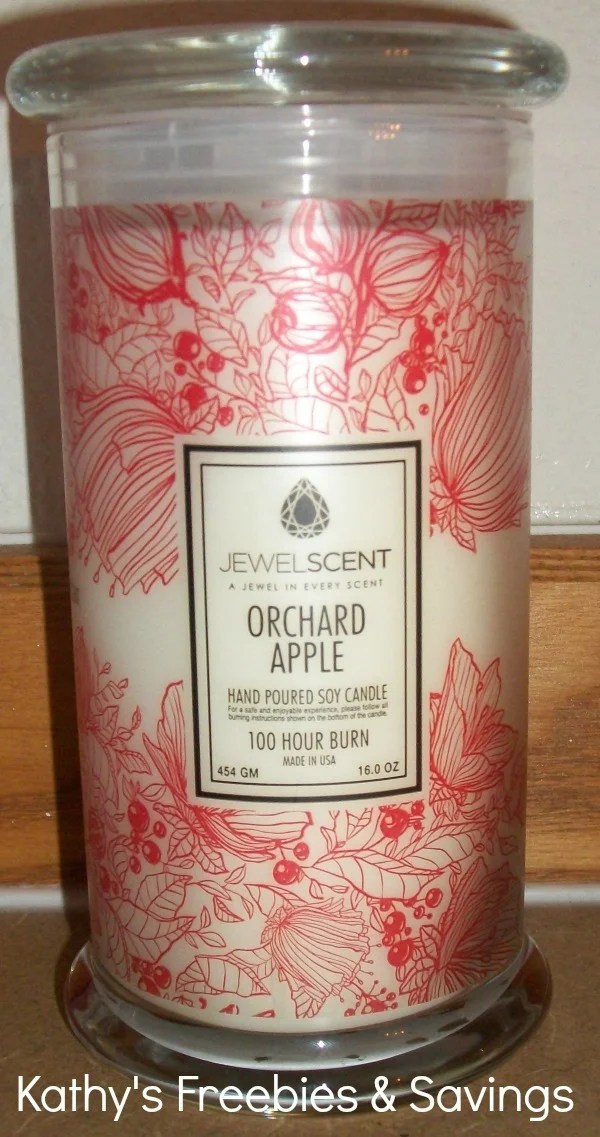 JEWELSCENT
A JEWEL IN EVERY SCENT
ORCHARD
APPLE
HAND POURED SOY CANDLE
For a safe and enjoyable experience, please follow all
burning instructions shown on the bottom of the candle.
100 HOUR BURN
MADE IN USA
454 GM 16.0 OZ
Kathy's Freebies & Savings